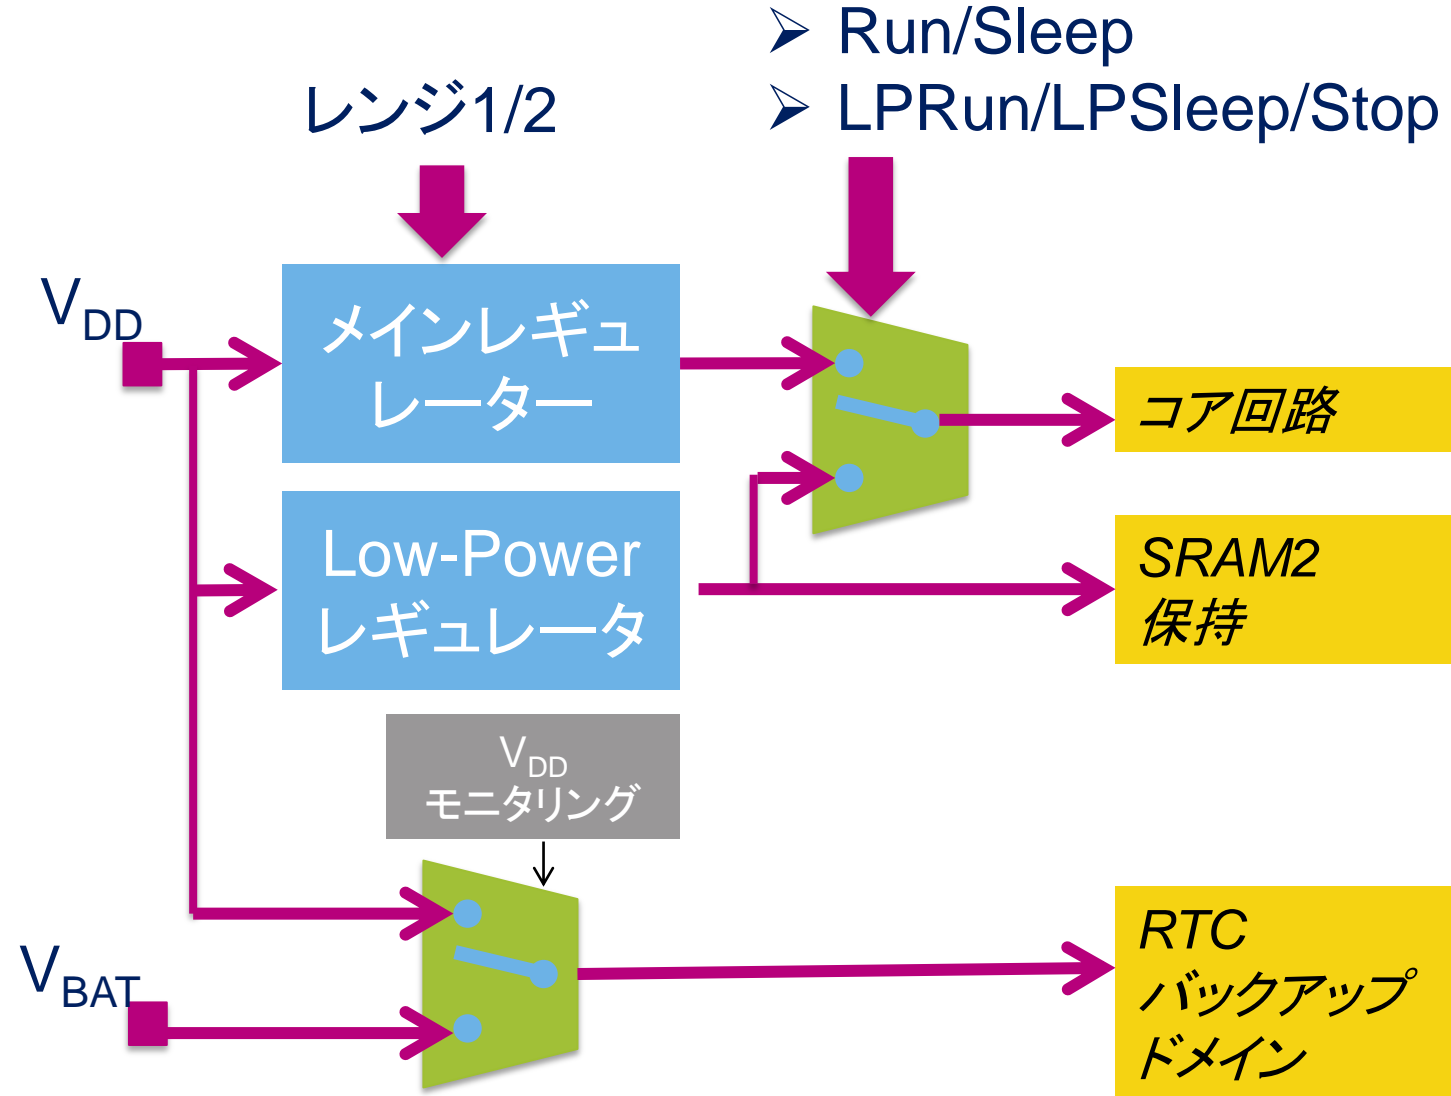 ➢ Run/Sleep
➢ LPRun/LPSleep/Stop
レンジ1/2
VDD
メインレギュ
レーター
コア回路
Low-Power
レギュレータ
SRAM2
保持
VDD
モニタリング
VBAT
RTC
バックアップ
ドメイン